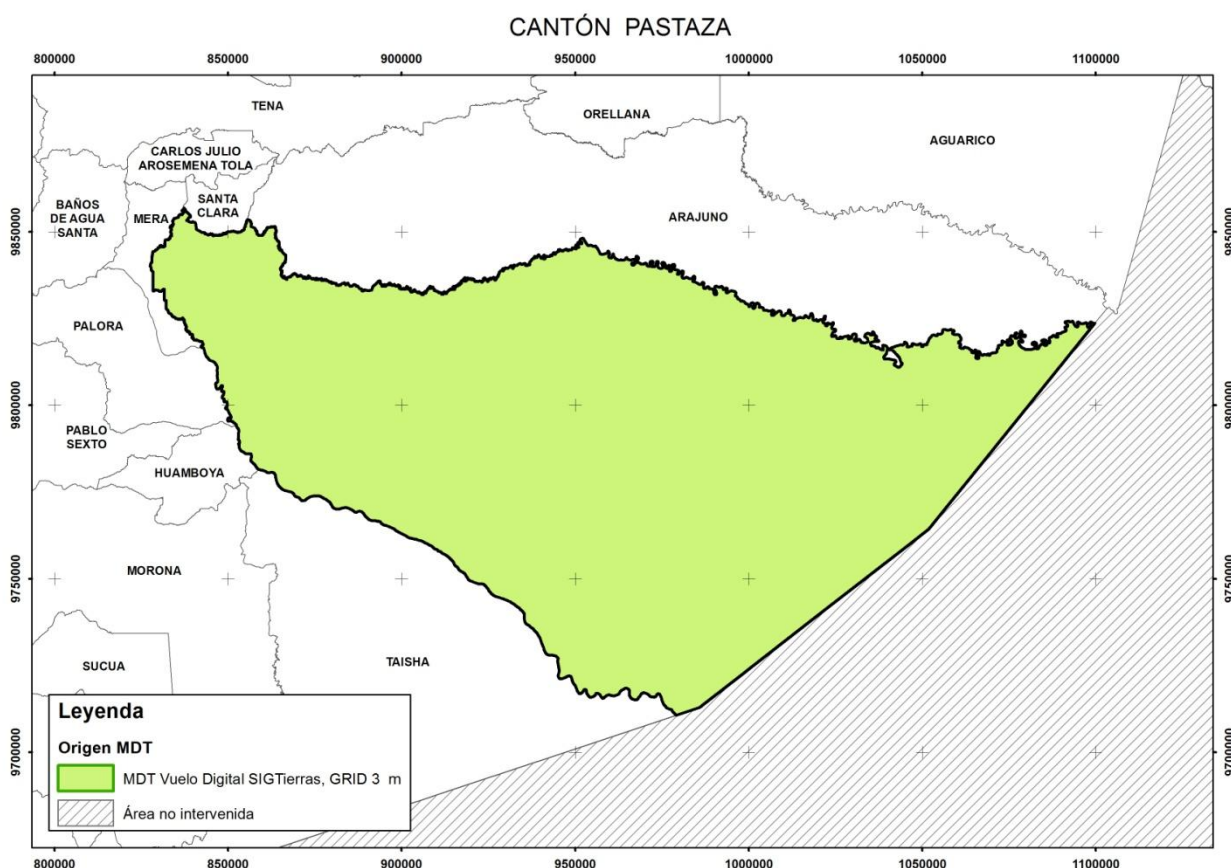 CANTÓN PASTAZA
800000
850000
900000
950000
1000000
1050000
1100000
TENA
ORELLANA
AGUARICO
CARLOS JULIO
AROSEMENA TOLA
BAÑOS
DE AGUA
SANTA
MERA
SANTA
CLARA
ARAJUNO
9850000
9850000
PALORA
9800000
9800000
PABLO
SEXTO
HUAMBOYA
MORONA
9750000
9750000
SUCUA
TAISHA
9700000
9700000
Leyenda
Origen MDT
MDT Vuelo Digital SIGTierras, GRID 3 m
Área no intervenida
800000
850000
900000
950000
1000000
1050000
1100000